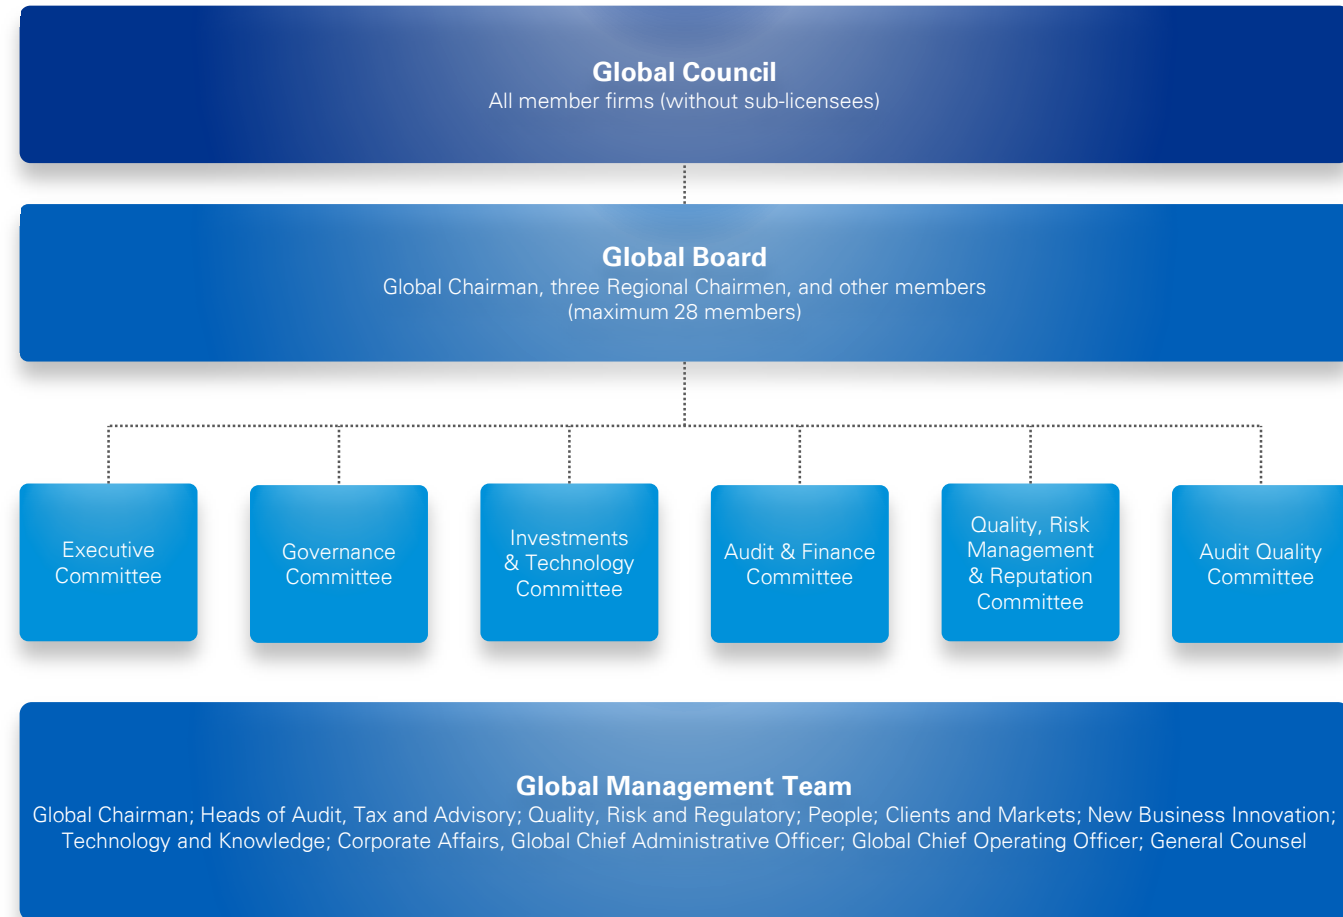 Global Council
All member firms (without sub-licensees)
Global Board
Global Chairman, three Regional Chairmen, and other members
(maximum 28 members)
Executive
Committee
Governance
Committee
Investments
& Technology
Committee
Audit & Finance
Committee
Quality, Risk
Management
& Reputation
Committee
Audit Quality
Committee
Global Management Team
Global Chairman; Heads of Audit, Tax and Advisory; Quality, Risk and Regulatory; People; Clients and Markets; New Business Innovation;
Technology and Knowledge; Corporate Affairs, Global Chief Administrative Officer; Global Chief Operating Officer; General Counsel